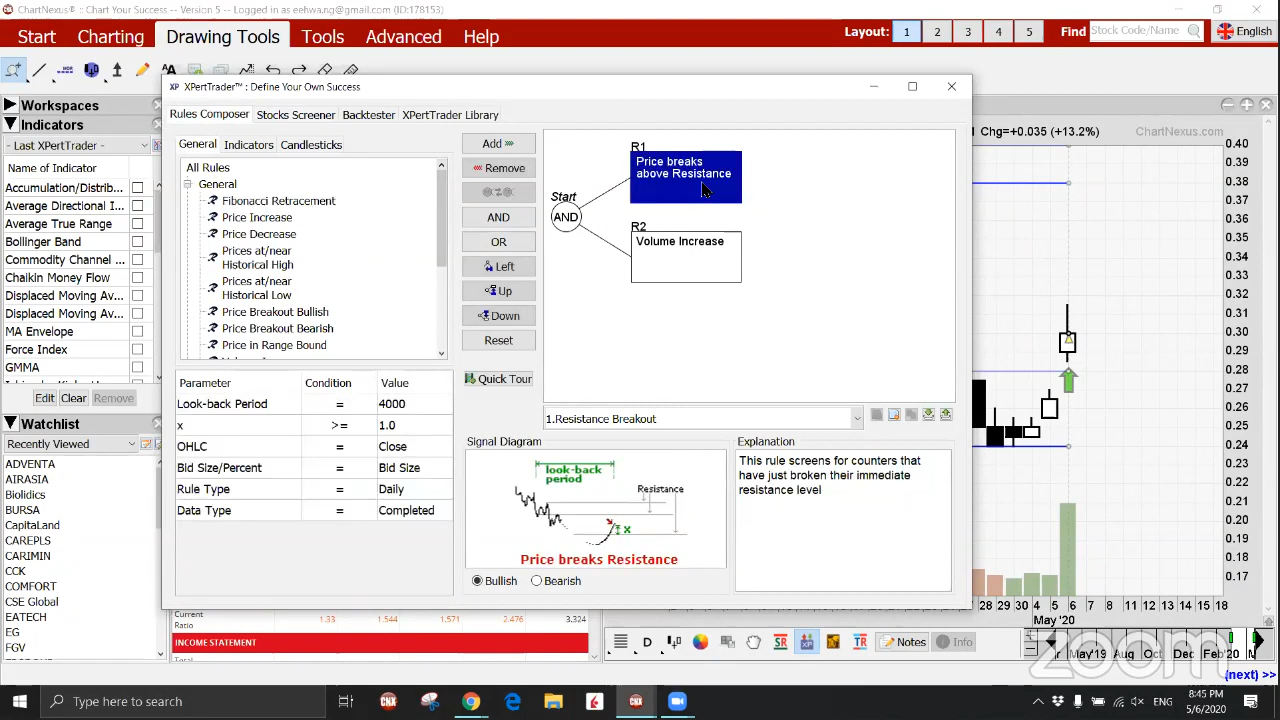 ChartNexus® :: Chart Your Success -- Version 5 -- Logged in as eehwa.ng@gmail.com (ID:178153)
Start Charting Drawing Tools Tools Advanced Help
Layout: 1 2 3 4 5 Find Stock Code/Name English
XPertTrader™ : Define Your Own Success
Workspaces
Indicators
-- Last XPertTrader --
Name of Indicator
Accumulation/Distrib...
Average Directional I...
Average True Range
Bollinger Band
Commodity Channel ...
Chalkin Money Flow
Displaced Moving Av...
Displaced Moving Av...
MA Envelope
Force Index
GMMA
Edit Clear Remove
Watchlist
Recently Viewed
ADVENTA
AIRASIA
Biolidics
BURSA
CapitaLand
CAREPLS
CARIMIN
CCK
COMFORT
CSE Global
EATECH
EG
FGV
Rules Composer Stocks Screener Backtester XPertTrader Library
General Indicators Candlesticks
All Rules
General
Fibonacci Retracement
Price Increase
Price Decrease
Prices at/near
Historical High
Prices at/near
Historical Low
Price Breakout Bullish
Price Breakout Bearish
Price in Range Bound
Add
Remove
AND
OR
Left
Up
Down
Reset
Quick Tour
R1
Price breaks
above Resistance
Start
AND
R2
Volume Increase
Parameter Condition Value
Look-back Period = 4000
x >= 1.0
OHLC = Close
Bid Size/Percent = Bid Size
Rule Type = Daily
Data Type = Completed
1.Resistance Breakout
Signal Diagram
look-back
period
Resistance
x
Price breaks Resistance
Bullish Bearish
Explanation
This rule screens for counters that
have just broken their immediate
resistance level
Chg=+0.035 (+13.2%) ChartNexus.com
0.40
0.39
0.38
0.37
0.36
0.35
0.34
0.33
0.32
0.31
0.30
0.29
0.28
0.27
0.26
0.25
0.24
0.23
0.22
0.21
0.20
0.19
0.18
0.17
28 29 30 4 5 6 7 8 11 12 13 14 15 18
May '20
Current
Ratio
1.33 1.544 1.571 2.476 3.324
INCOME STATEMENT
D SR XP TR Notes Info
May'19 Aug Oct Dec Feb'20
zoom
(next) >>
Type here to search
CNX
CNX
ENG
8:45 PM
5/6/2020